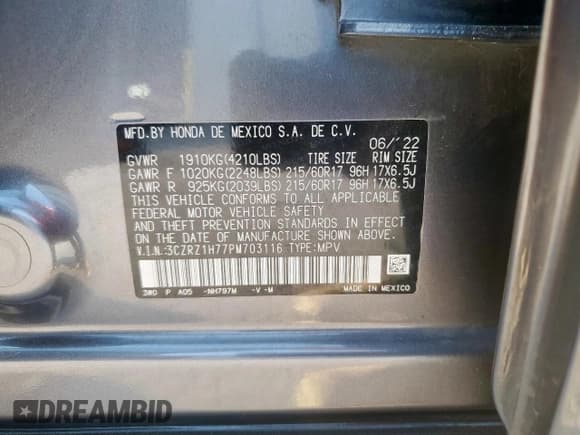 MFD.BY HONDA DE MEXICO S.A. DE C.V.
06/'22
GVWR 1910KG(4210LBS) TIRE SIZE RIM SIZE
GAWR F 1020KG(2248LBS) 215/60R17 96H 17X6.5J
GAWR R 925KG(2039LBS) 215/60R17 96H 17X6.5J
THIS VEHICLE CONFORMS TO ALL APPLICABLE
FEDERAL MOTOR VEHICLE SAFETY
AND THEFT PREVENTION STANDARDS IN EFFECT
ON THE DATE OF MANUFACTURE SHOWN ABOVE.
V.I.N.:3CZRZ1H77PM703116 TYPE:MPV
3W0 P A05 -NH797M -V -M MADE IN MEXICO
DREAMBID